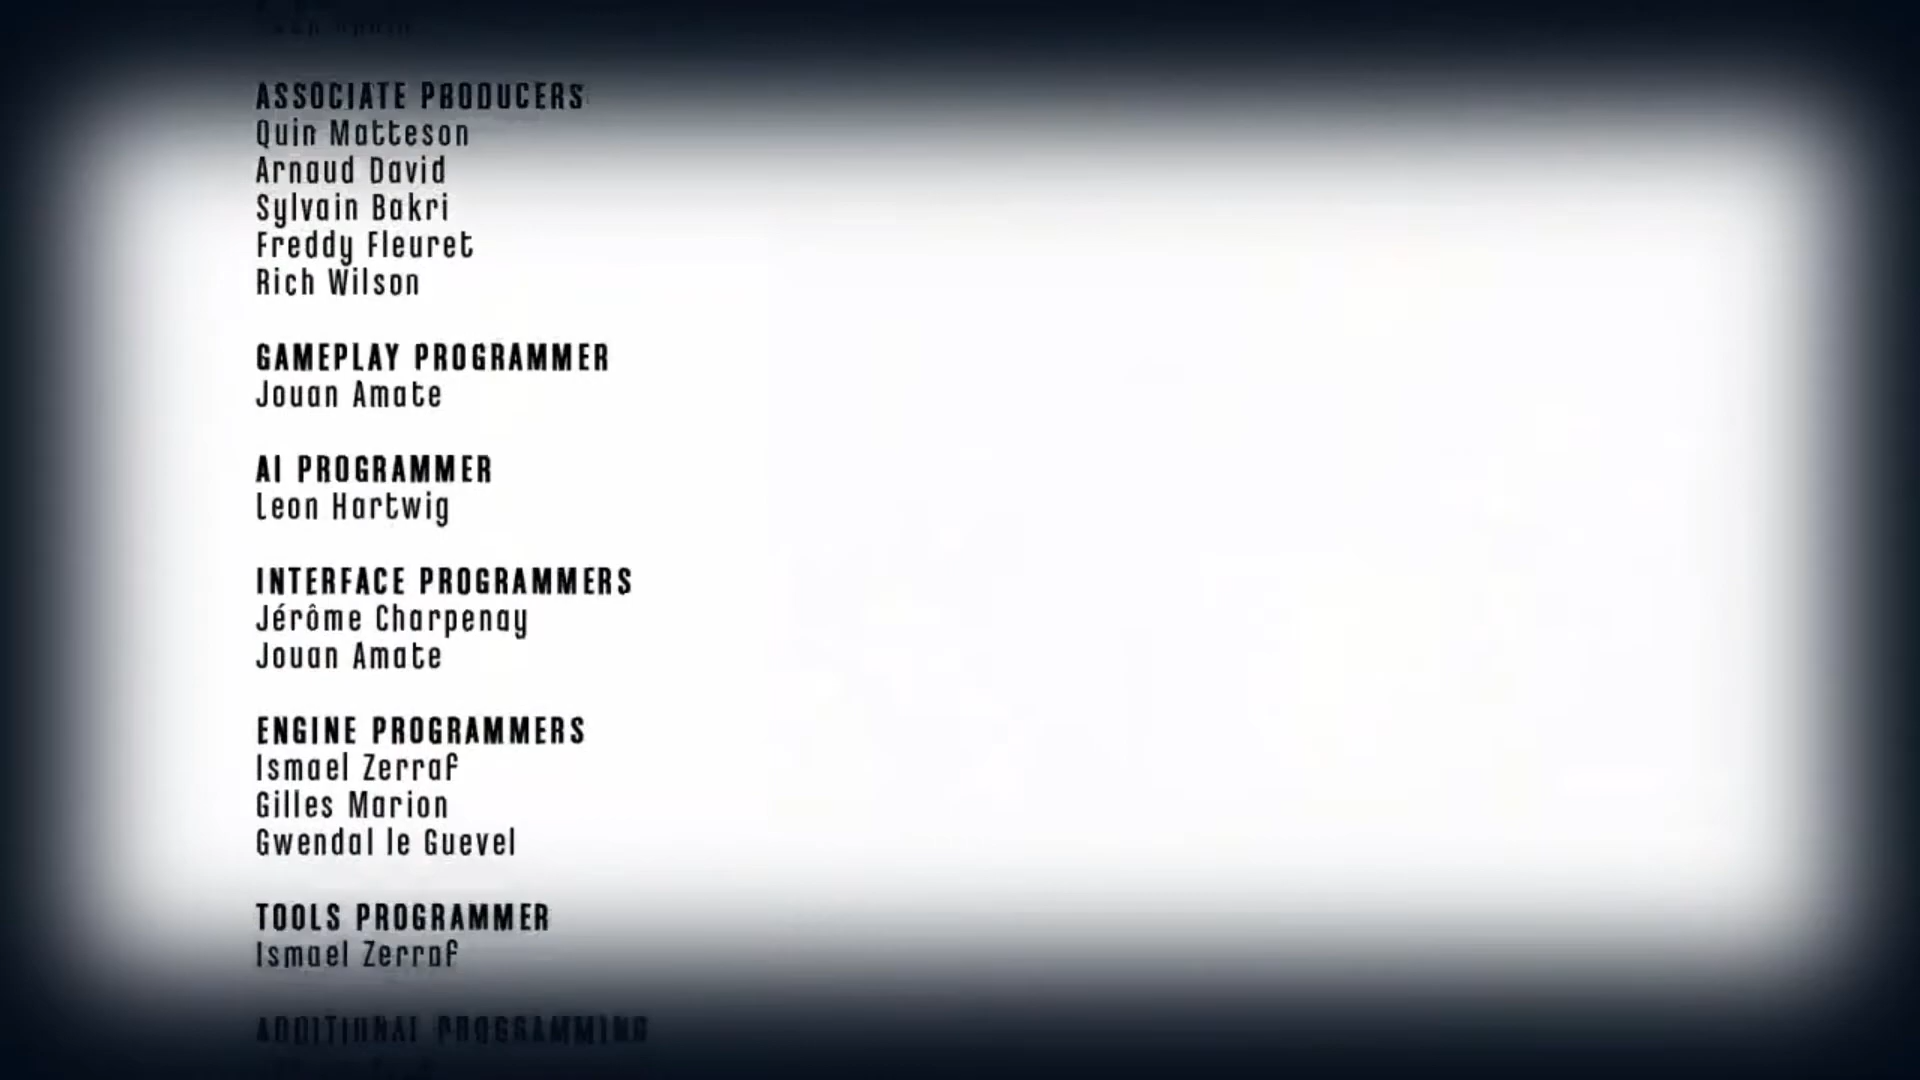 ASSOCIATE PRODUCERS
Quin Matteson
Arnaud David
Sylvain Bakri
Freddy Fleuret
Rich Wilson
GAMEPLAY PROGRAMMER
Jouan Amate
AI PROGRAMMER
Leon Hartwig
INTERFACE PROGRAMMERS
Jérôme Charpenay
Jouan Amate
ENGINE PROGRAMMERS
Ismael Zerraf
Gilles Marion
Gwendal le Guevel
TOOLS PROGRAMMER
Ismael Zerraf
ADDITIONAL PROGRAMMING